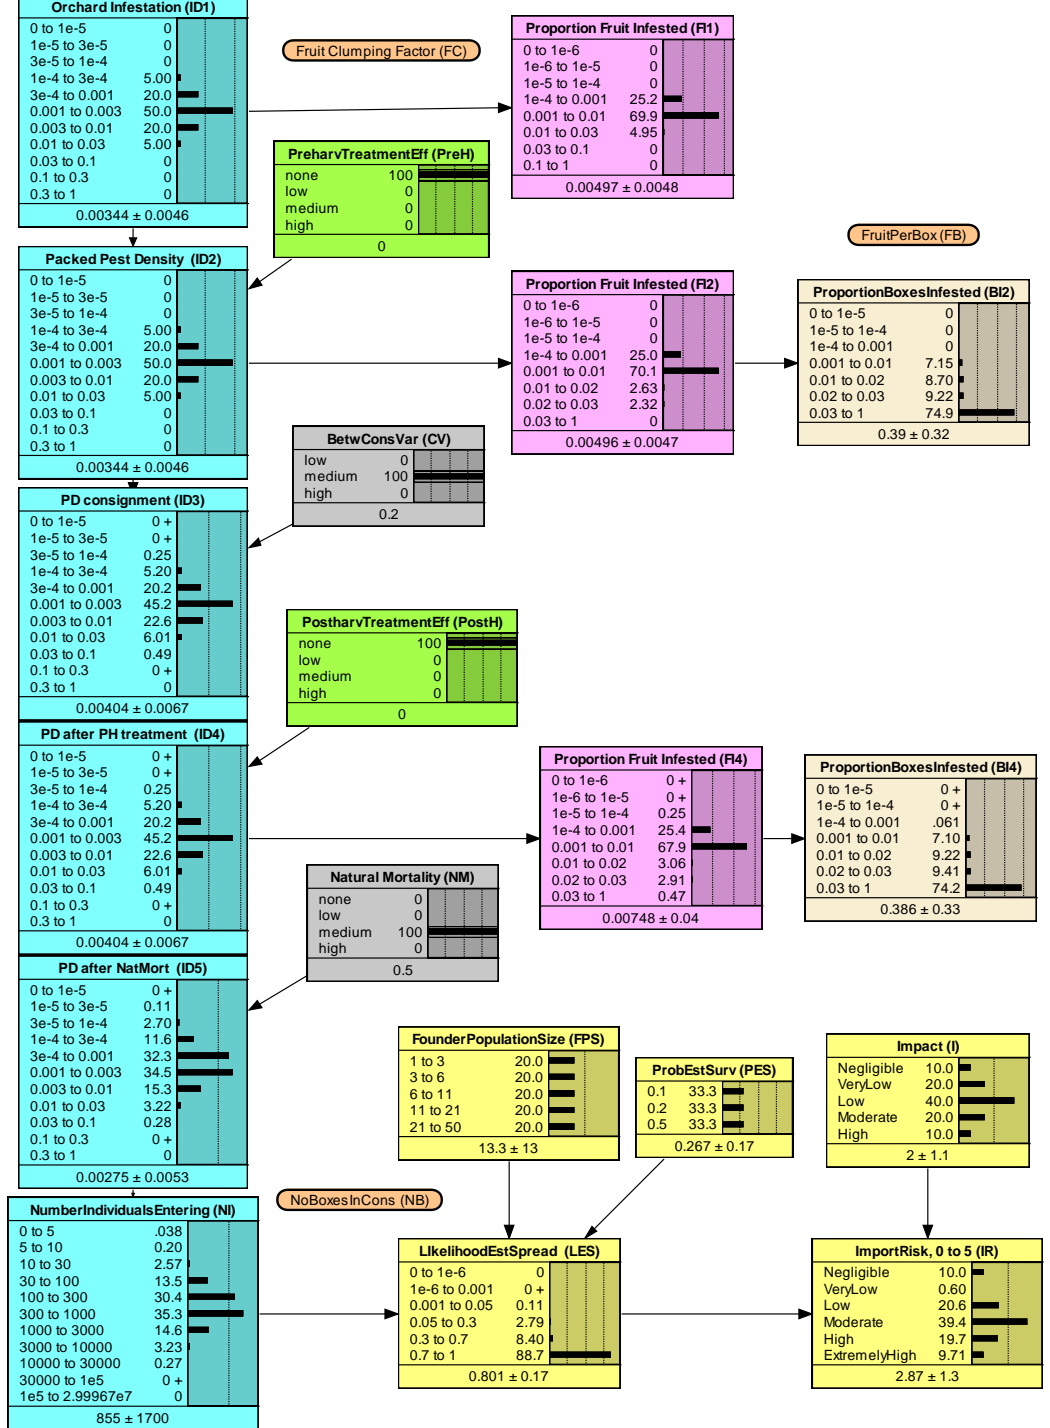 Orchard Infestation (ID1)
0 to 1e-5 0
1e-5 to 3e-5 0
3e-5 to 1e-4 0
1e-4 to 3e-4 5.00
3e-4 to 0.001 20.0
0.001 to 0.003 50.0
0.003 to 0.01 20.0
0.01 to 0.03 5.00
0.03 to 0.1 0
0.1 to 0.3 0
0.3 to 1 0
0.00344 ± 0.0046
Fruit Clumping Factor (FC)
Proportion Fruit Infested (FI1)
0 to 1e-6 0
1e-6 to 1e-5 0
1e-5 to 1e-4 0
1e-4 to 0.001 25.2
0.001 to 0.01 69.9
0.01 to 0.03 4.95
0.03 to 0.1 0
0.1 to 1 0
0.00497 ± 0.0048
PreharvTreatmentEff (PreH)
none 100
low 0
medium 0
high 0
0
FruitPerBox (FB)
Packed Pest Density (ID2)
0 to 1e-5 0
1e-5 to 3e-5 0
3e-5 to 1e-4 0
1e-4 to 3e-4 5.00
3e-4 to 0.001 20.0
0.001 to 0.003 50.0
0.003 to 0.01 20.0
0.01 to 0.03 5.00
0.03 to 0.1 0
0.1 to 0.3 0
0.3 to 1 0
0.00344 ± 0.0046
Proportion Fruit Infested (FI2)
0 to 1e-6 0
1e-6 to 1e-5 0
1e-5 to 1e-4 0
1e-4 to 0.001 25.0
0.001 to 0.01 70.1
0.01 to 0.02 2.63
0.02 to 0.03 2.32
0.03 to 1 0
0.00496 ± 0.0047
ProportionBoxesInfested (BI2)
0 to 1e-5 0
1e-5 to 1e-4 0
1e-4 to 0.001 0
0.001 to 0.01 7.15
0.01 to 0.02 8.70
0.02 to 0.03 9.22
0.03 to 1 74.9
0.39 ± 0.32
BetwConsVar (CV)
low 0
medium 100
high 0
0.2
PD consignment (ID3)
0 to 1e-5 0 +
1e-5 to 3e-5 0 +
3e-5 to 1e-4 0.25
1e-4 to 3e-4 5.20
3e-4 to 0.001 20.2
0.001 to 0.003 45.2
0.003 to 0.01 22.6
0.01 to 0.03 6.01
0.03 to 0.1 0.49
0.1 to 0.3 0 +
0.3 to 1 0
0.00404 ± 0.0067
PostharvTreatmentEff (PostH)
none 100
low 0
medium 0
high 0
0
PD after PH treatment (ID4)
0 to 1e-5 0 +
1e-5 to 3e-5 0 +
3e-5 to 1e-4 0.25
1e-4 to 3e-4 5.20
3e-4 to 0.001 20.2
0.001 to 0.003 45.2
0.003 to 0.01 22.6
0.01 to 0.03 6.01
0.03 to 0.1 0.49
0.1 to 0.3 0 +
0.3 to 1 0
0.00404 ± 0.0067
Proportion Fruit Infested (FI4)
0 to 1e-6 0 +
1e-6 to 1e-5 0 +
1e-5 to 1e-4 0.25
1e-4 to 0.001 25.4
0.001 to 0.01 67.9
0.01 to 0.02 3.06
0.02 to 0.03 2.91
0.03 to 1 0.47
0.00748 ± 0.04
ProportionBoxesInfested (BI4)
0 to 1e-5 0 +
1e-5 to 1e-4 0 +
1e-4 to 0.001 .061
0.001 to 0.01 7.10
0.01 to 0.02 9.22
0.02 to 0.03 9.41
0.03 to 1 74.2
0.386 ± 0.33
Natural Mortality (NM)
none 0
low 0
medium 100
high 0
0.5
PD after NatMort (ID5)
0 to 1e-5 0 +
1e-5 to 3e-5 0.11
3e-5 to 1e-4 2.70
1e-4 to 3e-4 11.6
3e-4 to 0.001 32.3
0.001 to 0.003 34.5
0.003 to 0.01 15.3
0.01 to 0.03 3.22
0.03 to 0.1 0.28
0.1 to 0.3 0 +
0.3 to 1 0
0.00275 ± 0.0053
FounderPopulationSize (FPS)
1 to 3 20.0
3 to 6 20.0
6 to 11 20.0
11 to 21 20.0
21 to 50 20.0
13.3 ± 13
ProbEstSurv (PES)
0.1 33.3
0.2 33.3
0.5 33.3
0.267 ± 0.17
Impact (I)
Negligible 10.0
VeryLow 20.0
Low 40.0
Moderate 20.0
High 10.0
2 ± 1.1
NumberIndividualsEntering (NI)
0 to 5 .038
5 to 10 0.20
10 to 30 2.57
30 to 100 13.5
100 to 300 30.4
300 to 1000 35.3
1000 to 3000 14.6
3000 to 10000 3.23
10000 to 30000 0.27
30000 to 1e5 0 +
1e5 to 2.99967e7 0
855 ± 1700
NoBoxesInCons (NB)
LIkelihoodEstSpread (LES)
0 to 1e-6 0
1e-6 to 0.001 0 +
0.001 to 0.05 0.11
0.05 to 0.3 2.79
0.3 to 0.7 8.40
0.7 to 1 88.7
0.801 ± 0.17
ImportRisk, 0 to 5 (IR)
Negligible 10.0
VeryLow 0.60
Low 20.6
Moderate 39.4
High 19.7
ExtremelyHigh 9.71
2.87 ± 1.3